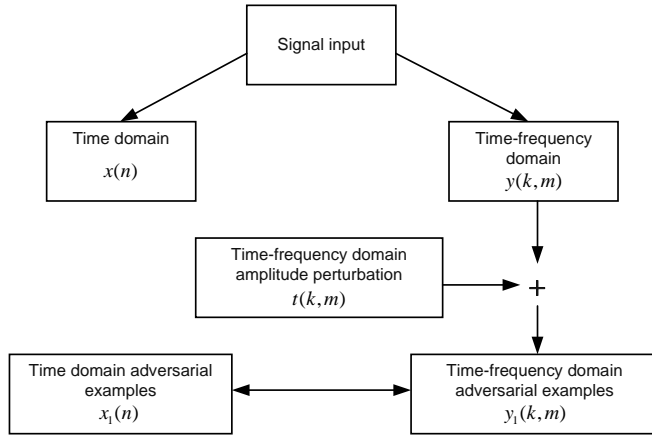 Signal input
Time domain
x(n)
Time-frequency
domain
y(k,m)
Time-frequency domain
amplitude perturbation
t(k,m)
+
Time domain adversarial
examples
x₁(n)
Time-frequency domain
adversarial examples
y₁(k,m)